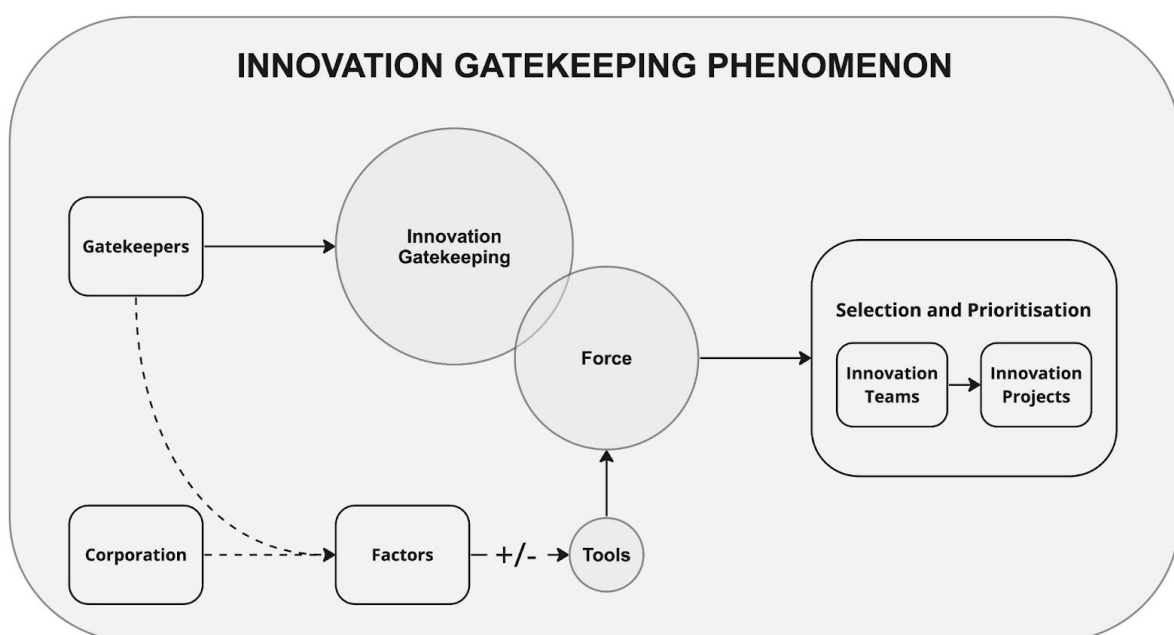 INNOVATION GATEKEEPING PHENOMENON
Gatekeepers
Innovation
Gatekeeping
Force
Selection and Prioritisation
Innovation
Teams
Innovation
Projects
Corporation
Factors
+/-
Tools